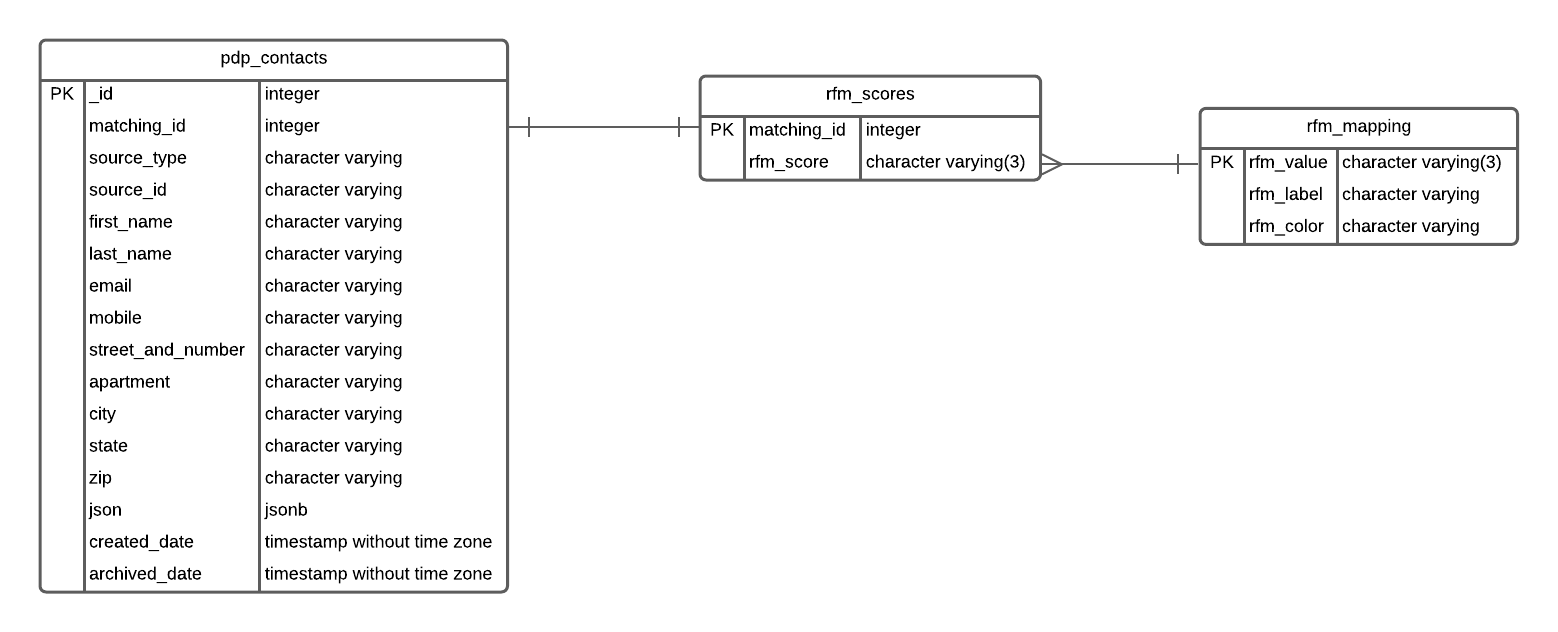 pdp_contacts
PK _id integer
matching_id integer
source_type character varying
source_id character varying
first_name character varying
last_name character varying
email character varying
mobile character varying
street_and_number character varying
apartment character varying
city character varying
state character varying
zip character varying
json jsonb
created_date timestamp without time zone
archived_date timestamp without time zone
rfm_scores
PK matching_id integer
rfm_score character varying(3)
rfm_mapping
PK rfm_value character varying(3)
rfm_label character varying
rfm_color character varying